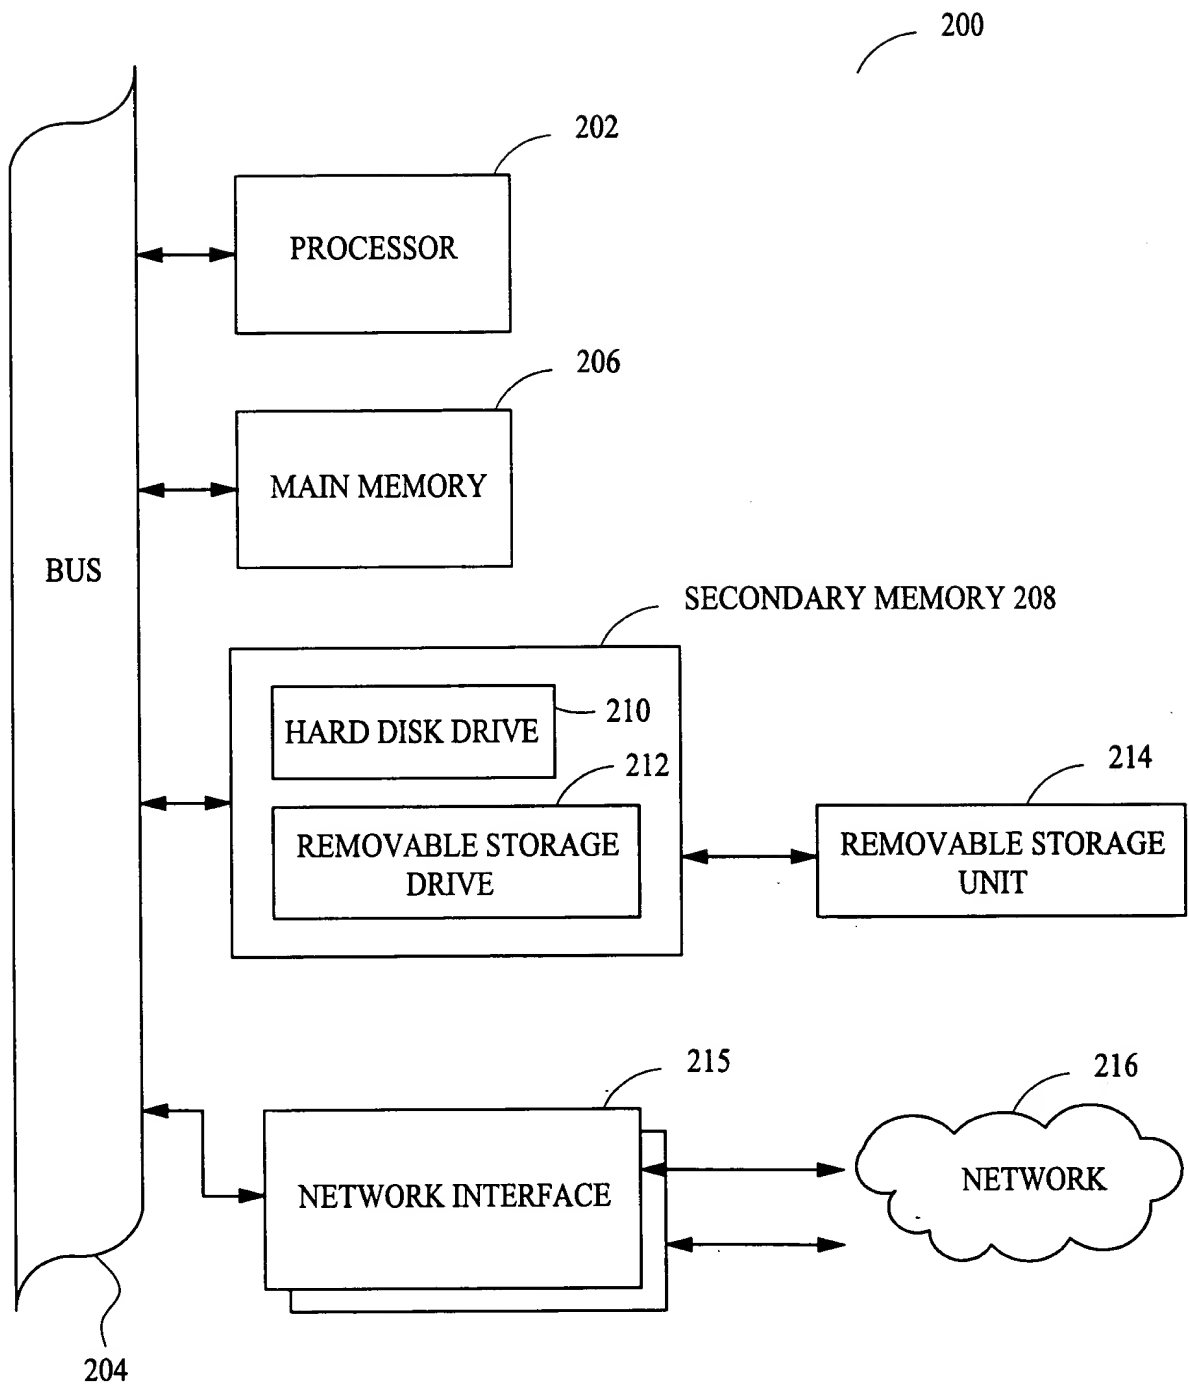 200
202
PROCESSOR
206
MAIN MEMORY
BUS
SECONDARY MEMORY 208
210
HARD DISK DRIVE
212
REMOVABLE STORAGE
DRIVE
214
REMOVABLE STORAGE
UNIT
215
NETWORK INTERFACE
216
NETWORK
204